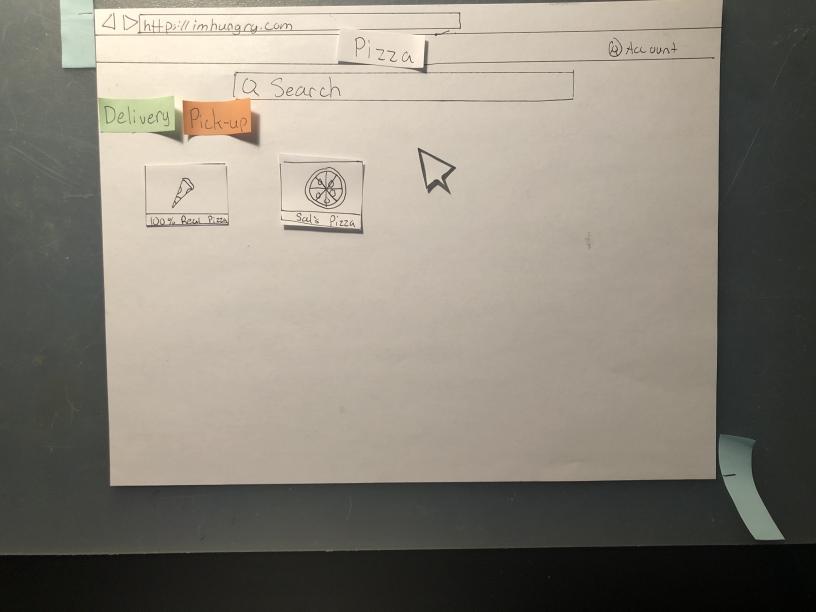 http://imhungry.com
Pizza
Account
Search
Delivery
Pick-up
100% Real Pizza
Sal's Pizza